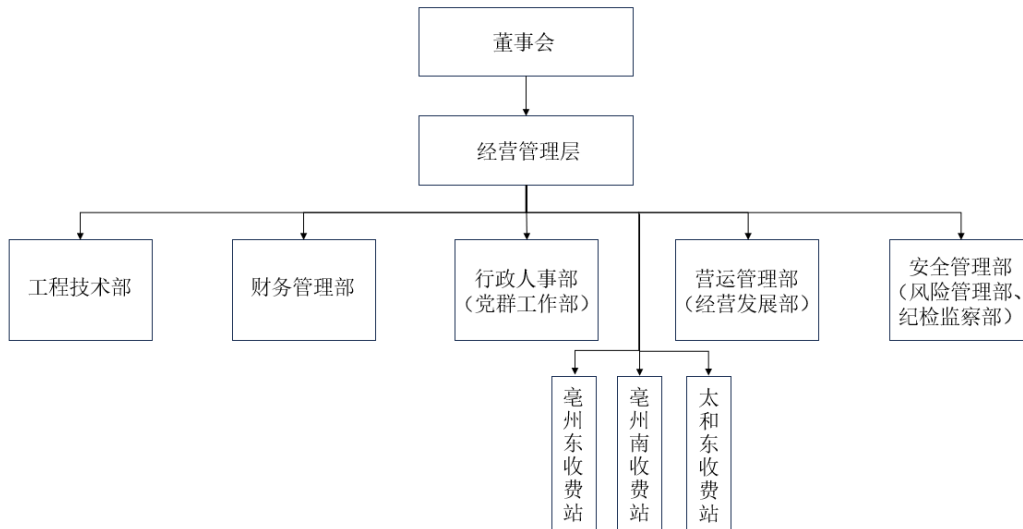 董事会
经营管理层
工程技术部
财务管理部
行政人事部
（党群工作部）
营运管理部
（经营发展部）
安全管理部
（风险管理部、
纪检监察部）
亳州东收费站
亳州南收费站
太和东收费站